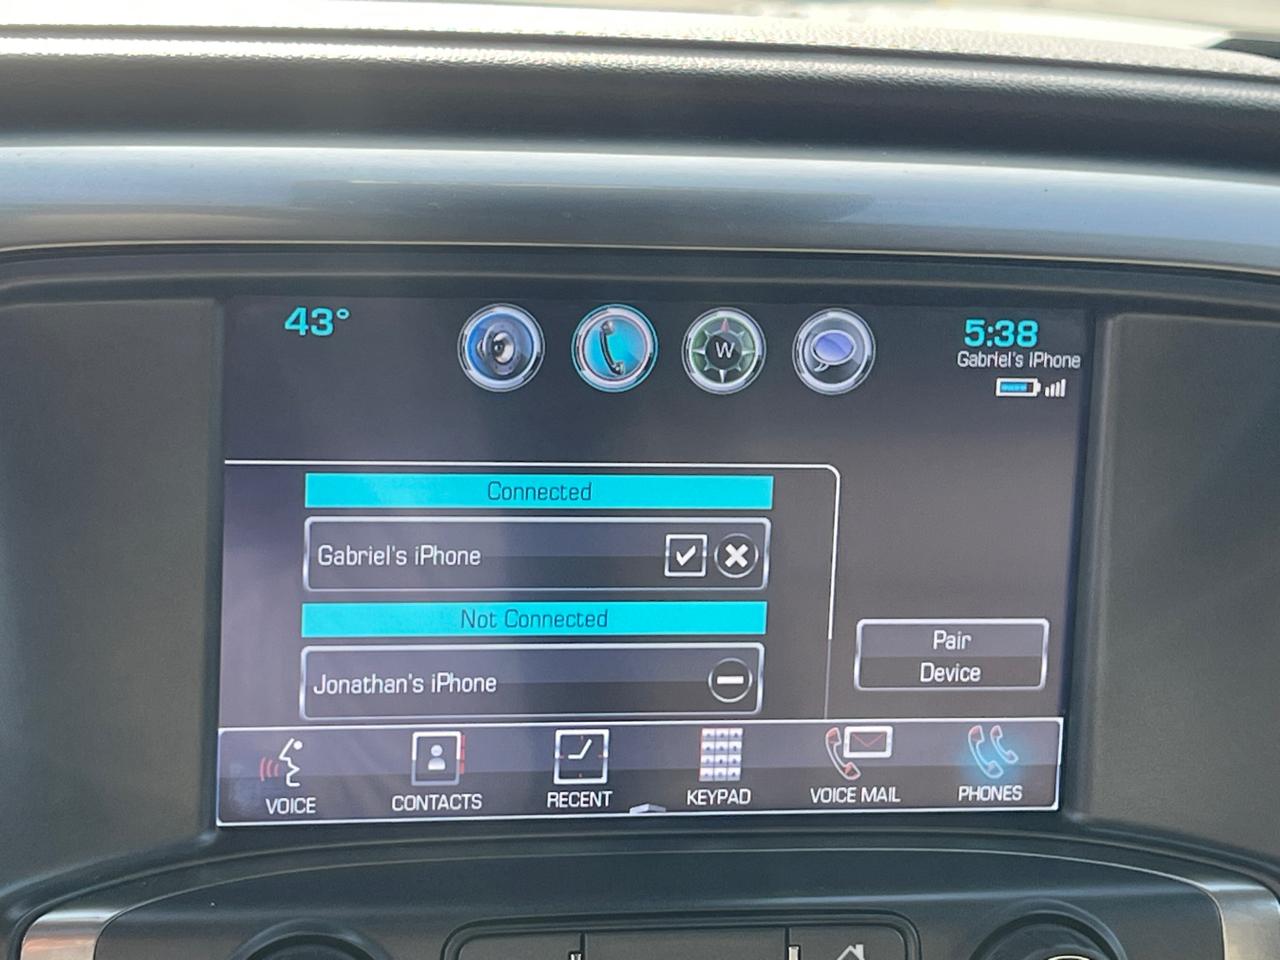 43°
W
5:38
Gabriel's iPhone
Connected
Gabriel's iPhone
Not Connected
Jonathan's iPhone
Pair
Device
VOICE
CONTACTS
RECENT
KEYPAD
VOICE MAIL
PHONES